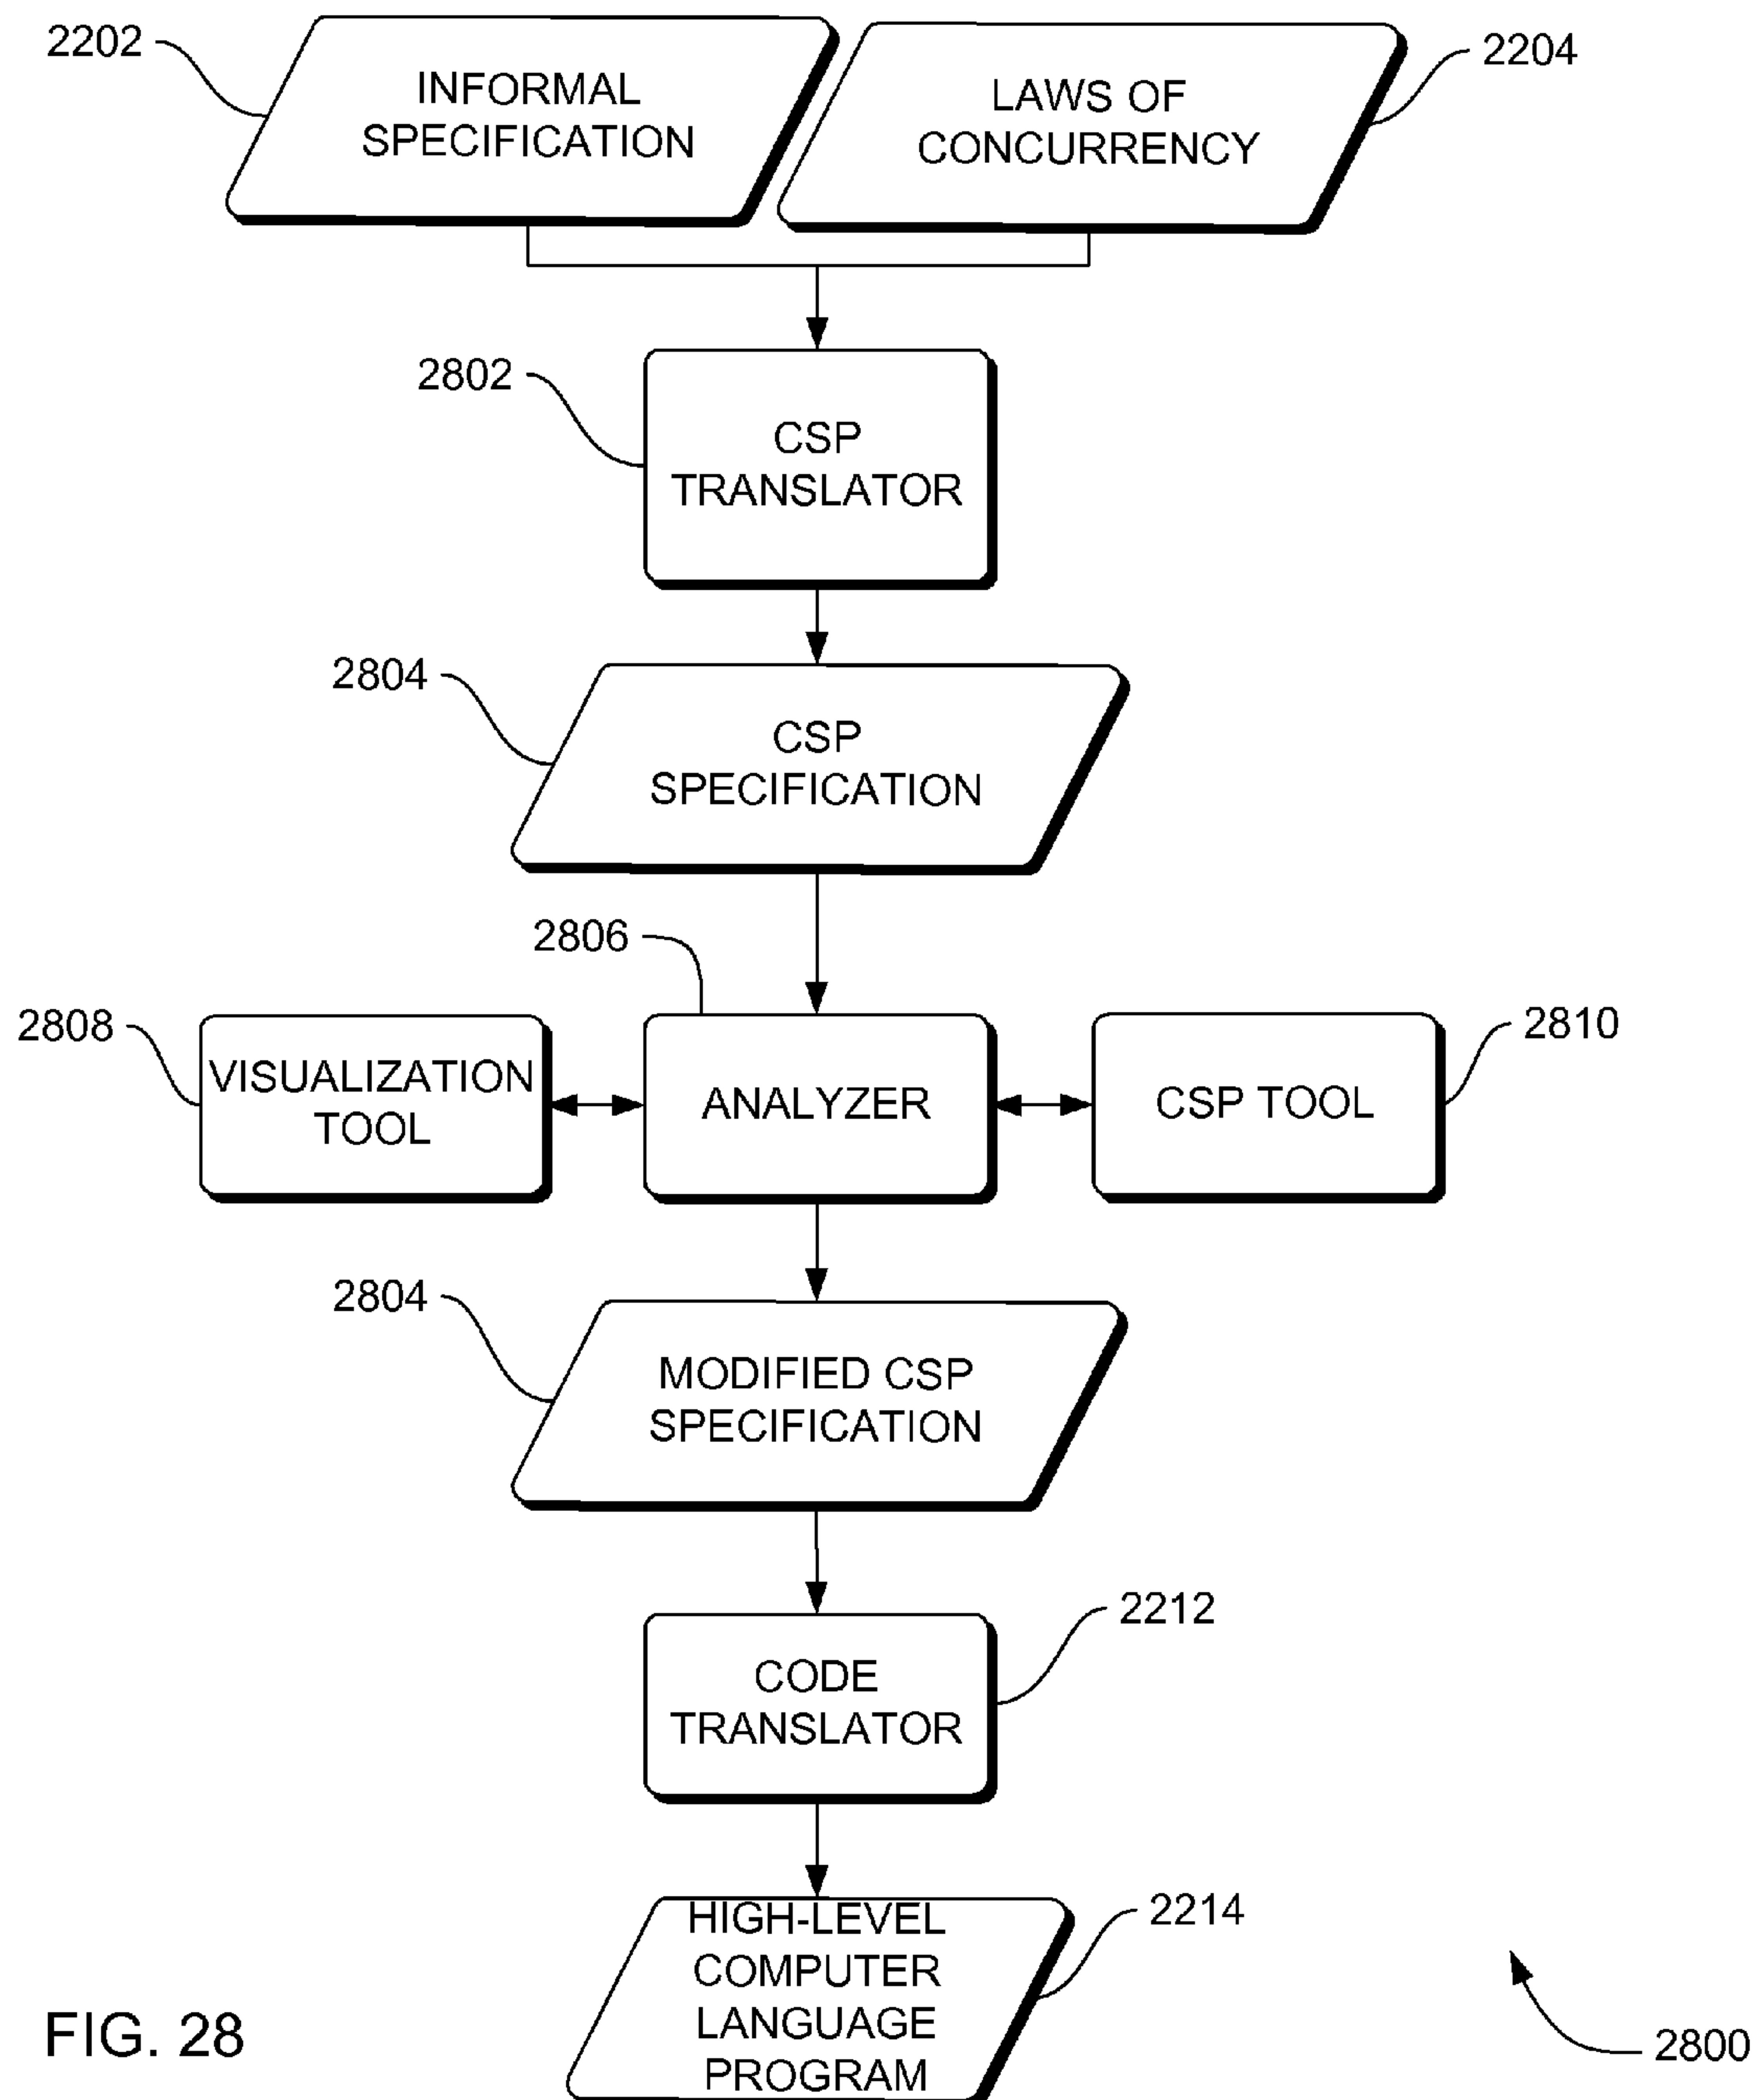 2202
INFORMAL
SPECIFICATION
LAWS OF
CONCURRENCY
2204
2802
CSP
TRANSLATOR
2804
CSP
SPECIFICATION
2806
2808
VISUALIZATION
TOOL
ANALYZER
CSP TOOL
2810
2804
MODIFIED CSP
SPECIFICATION
2212
CODE
TRANSLATOR
HIGH-LEVEL
COMPUTER
LANGUAGE
PROGRAM
2214
FIG. 28
2800